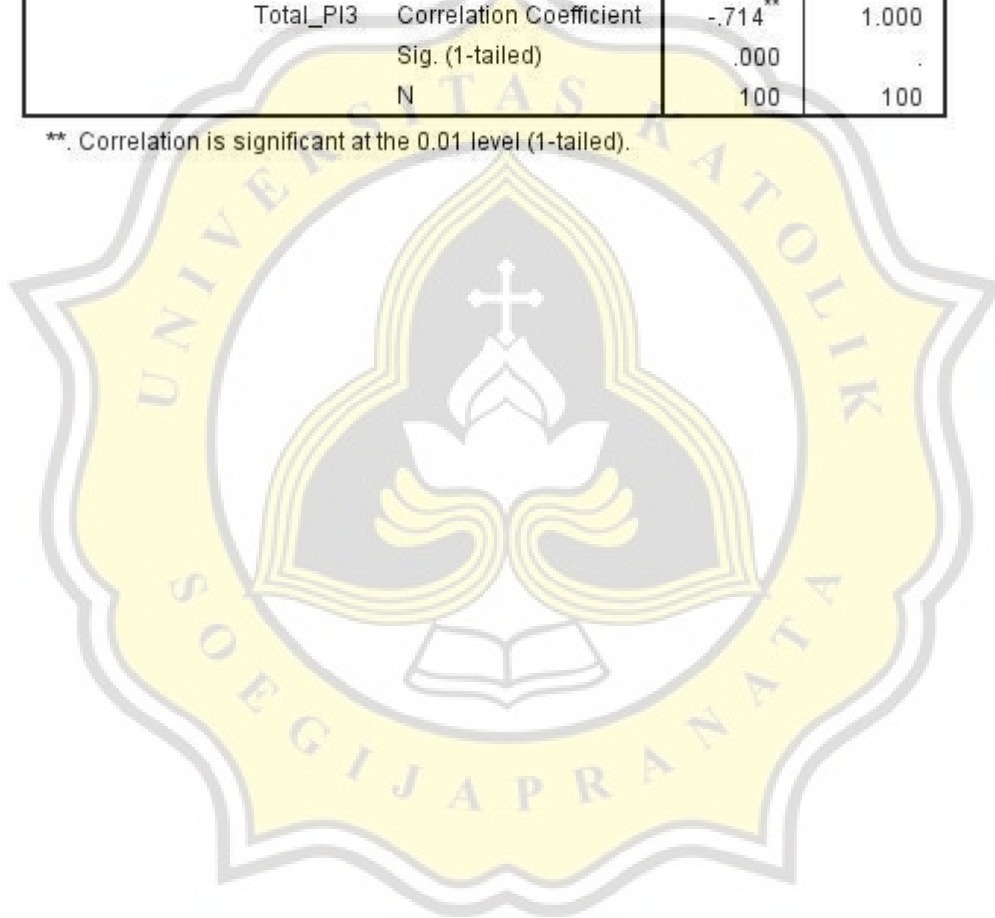 Total_PI3 Correlation Coefficient -.714** 1.000
Sig. (1-tailed) .000 .
N 100 100
**. Correlation is significant at the 0.01 level (1-tailed).
UNIVERSITAS KATOLIK
SOEGIJAPRANATA